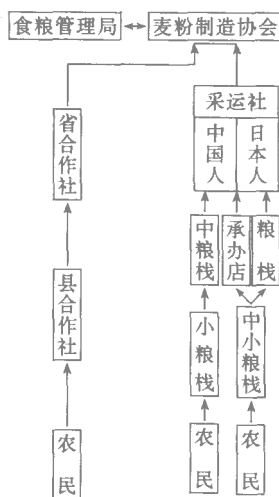 食粮管理局
麦粉制造协会
采运社
中国人
日本人
省合作社
中粮栈
承办店
粮栈
县合作社
小粮栈
中小粮栈
农民
农民
农民